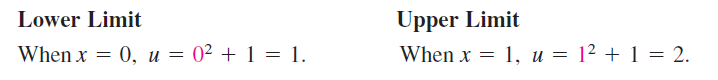 Lower Limit Upper Limit
When x = 0, u = 0² + 1 = 1. When x = 1, u = 1² + 1 = 2.